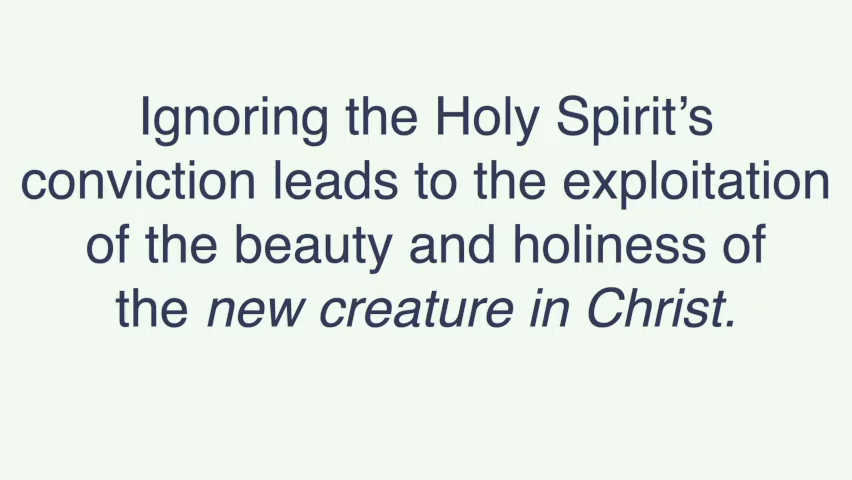 Ignoring the Holy Spirit’s
conviction leads to the exploitation
of the beauty and holiness of
the new creature in Christ.